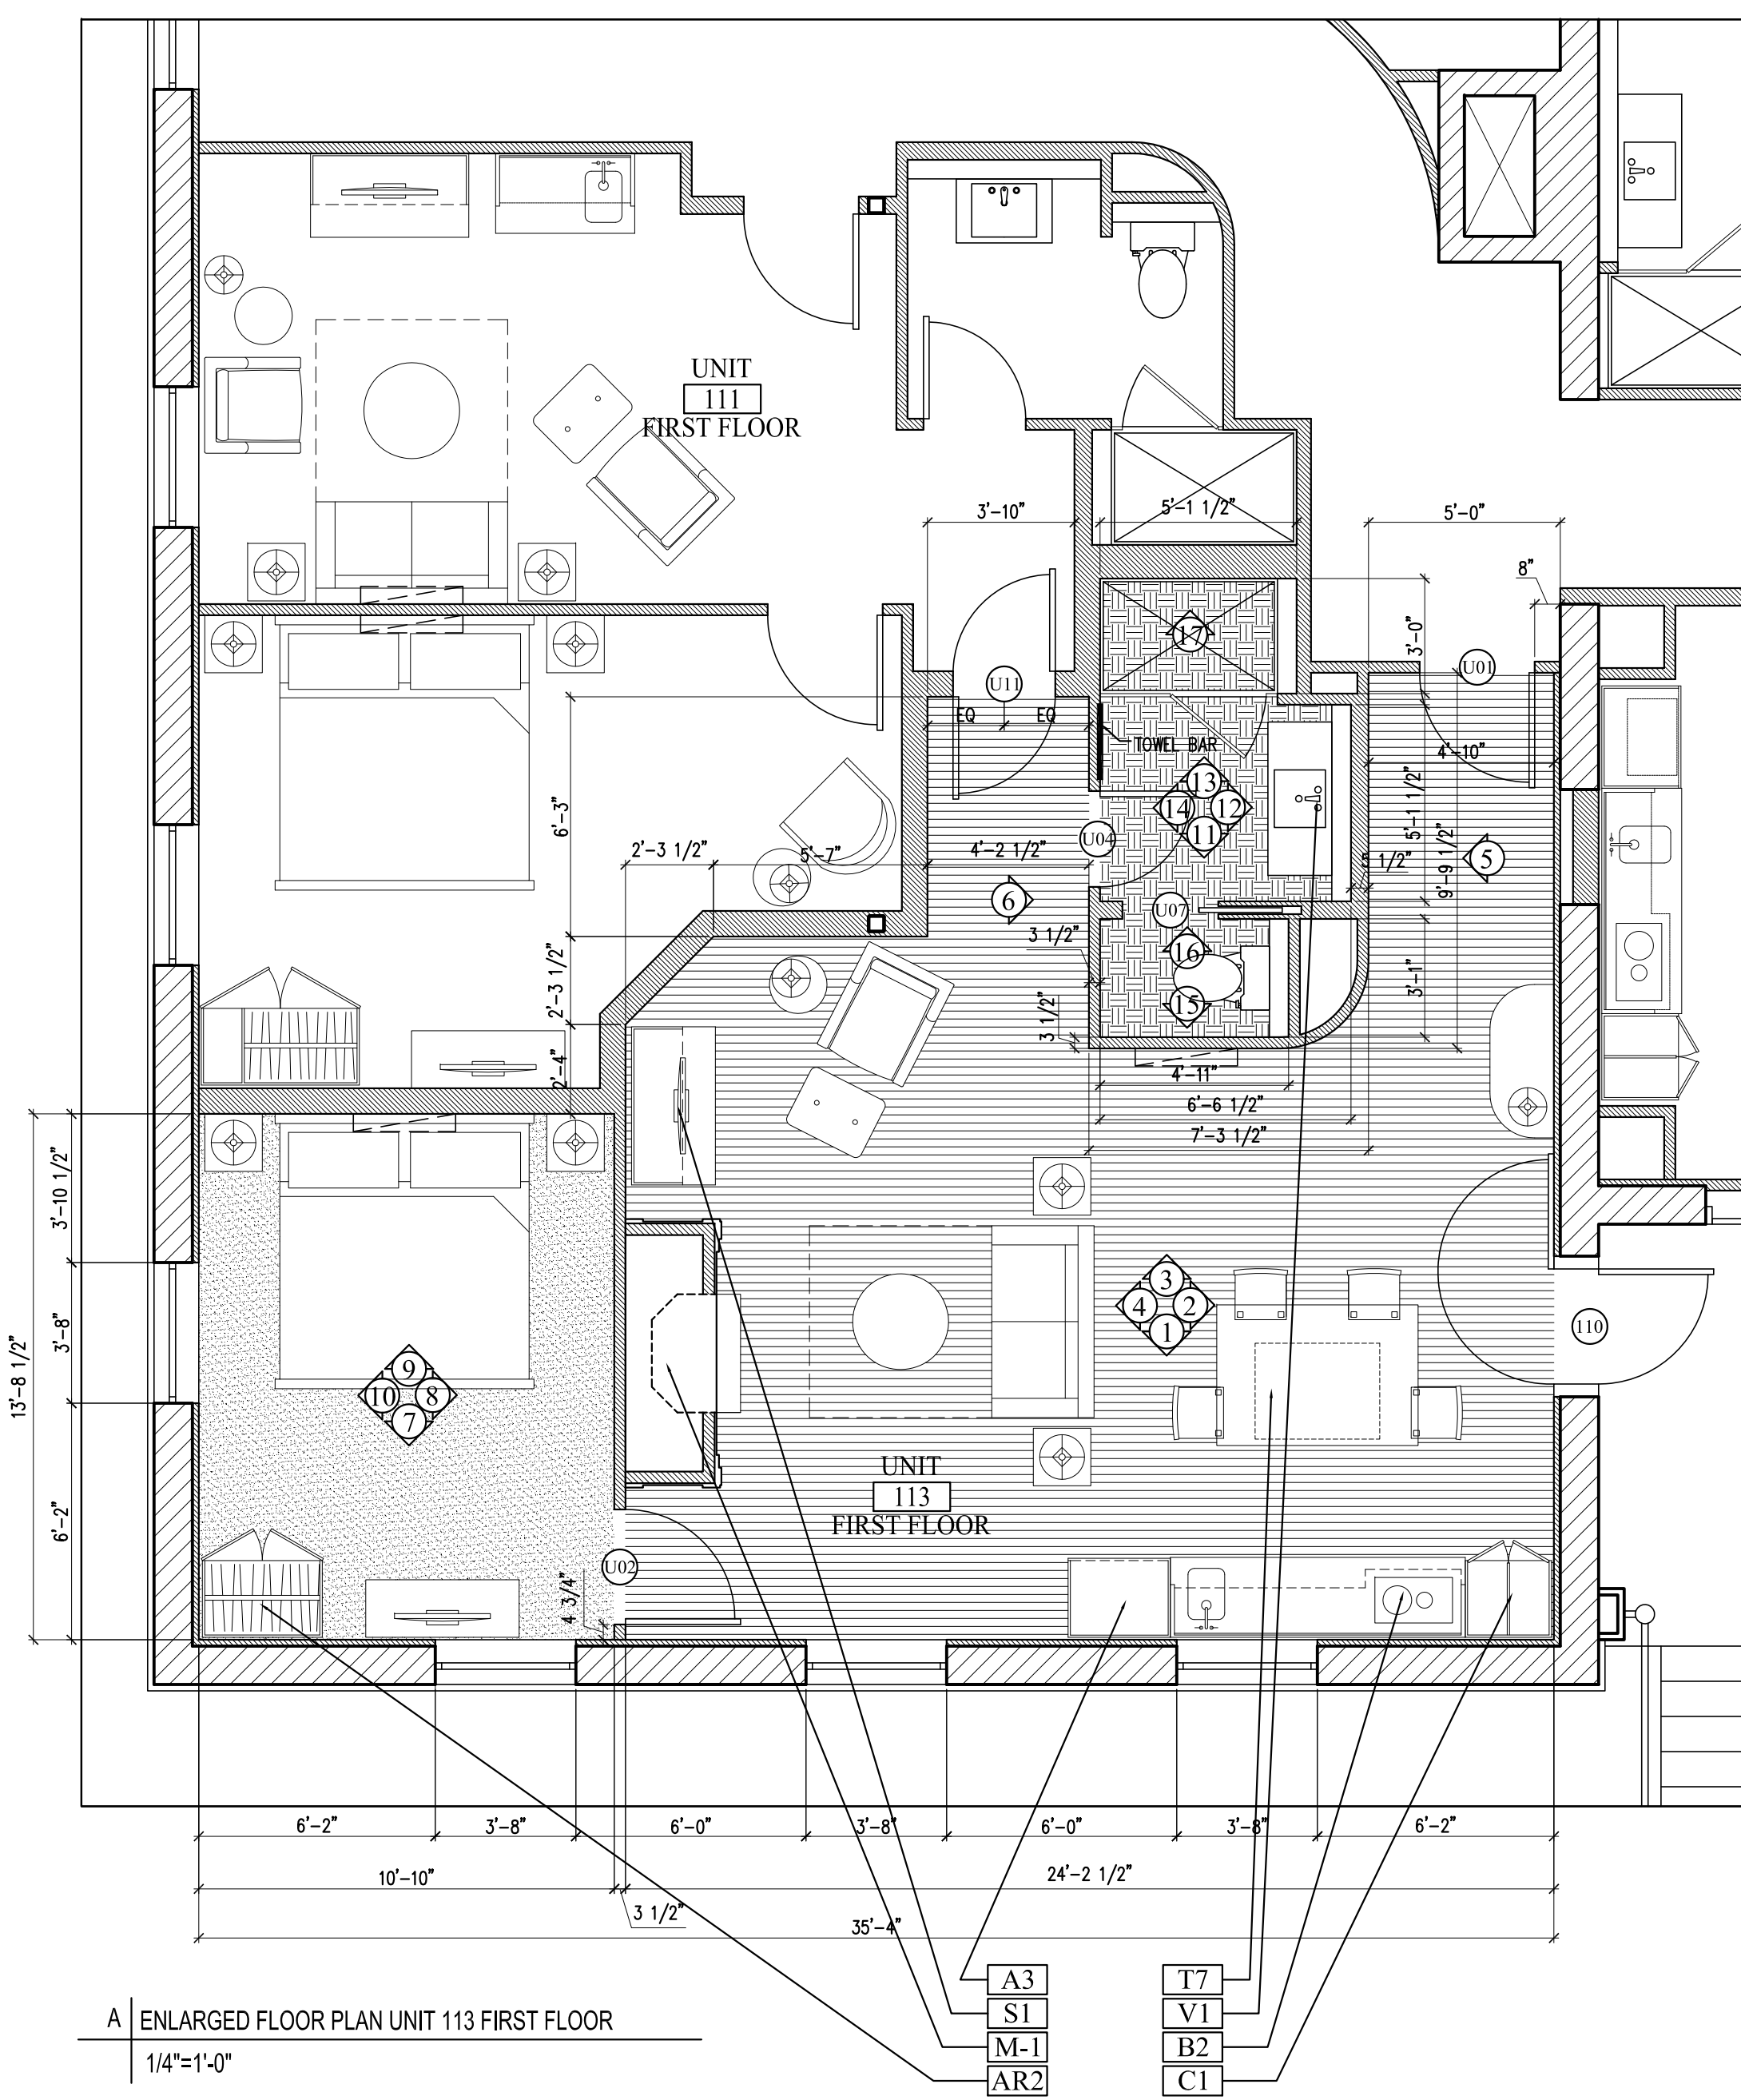 UNIT
111
FIRST FLOOR
3'-10"
5'-1 1/2"
5'-0"
8"
17
3'-0"
U01
U11
EQ
EQ
TOWEL BAR
4'-10"
13
14
12
11
5'-1 1/2"
6'-3"
U04
2'-3 1/2"
5'-7"
4'-2 1/2"
5 1/2"
9'-9 1/2"
5
6
U07
3 1/2"
16
2'-3 1/2"
3'-1"
15
3 1/2"
2'-4"
4'-11"
6'-6 1/2"
7'-3 1/2"
3'-10 1/2"
3
4
2
1
110
3'-8"
13'-8 1/2"
9
10
8
7
UNIT
113
FIRST FLOOR
6'-2"
U02
4 3/4"
6'-2"
3'-8"
6'-0"
3'-8"
6'-0"
3'-8"
6'-2"
10'-10"
24'-2 1/2"
3 1/2"
35'-4"
A3
T7
S1
V1
M-1
B2
AR2
C1
A ENLARGED FLOOR PLAN UNIT 113 FIRST FLOOR
1/4"=1'-0"